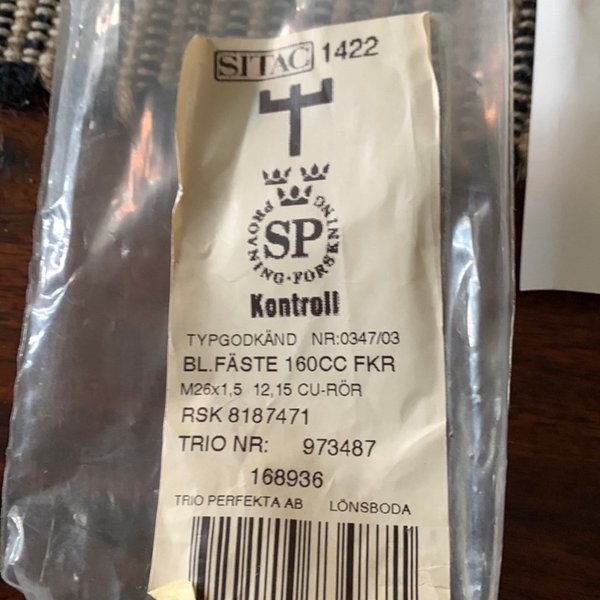 SITAC 1422
PROVNING·FORSKNING
SP
Kontroll
TYPGODKÄND NR:0347/03
BL.FÄSTE 160CC FKR
M26x1,5 12,15 CU-RÖR
RSK 8187471
TRIO NR: 973487
168936
TRIO PERFEKTA AB LÖNSBODA